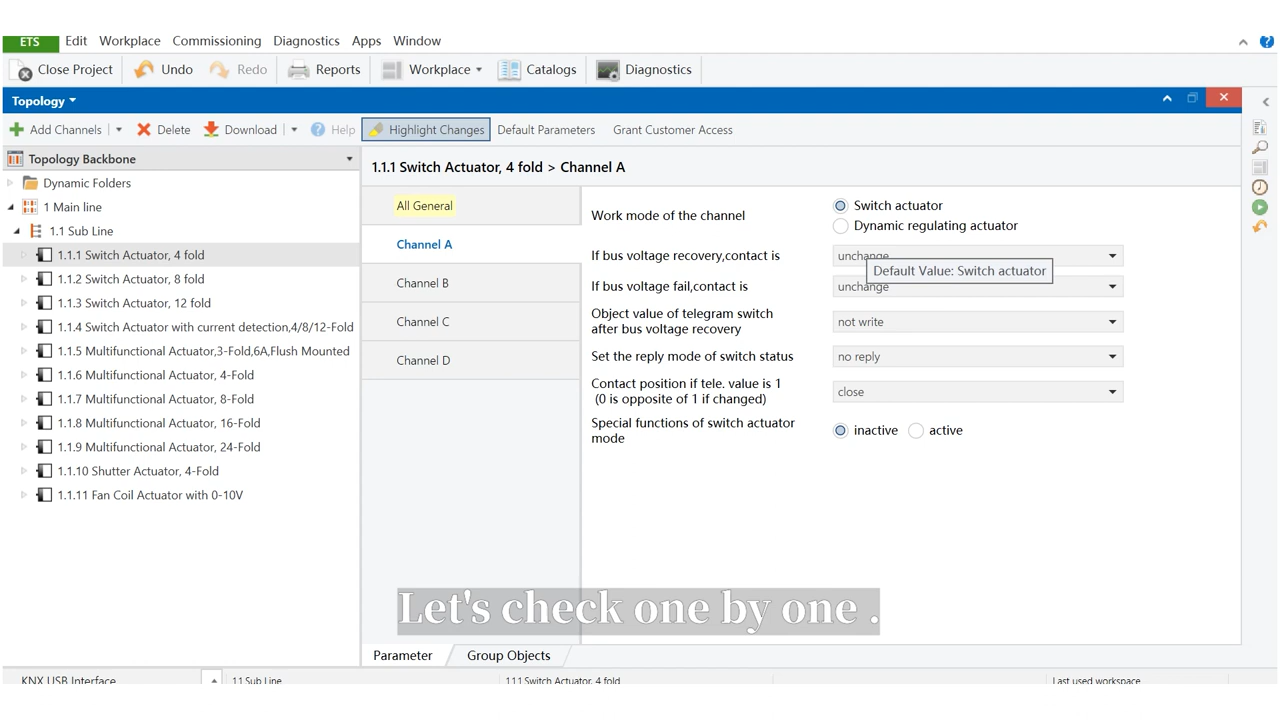 ETS Edit Workplace Commissioning Diagnostics Apps Window
Close Project Undo Redo Reports Workplace Catalogs Diagnostics
Topology
Add Channels Delete Download Help Highlight Changes Default Parameters Grant Customer Access
Topology Backbone
Dynamic Folders
1 Main line
1.1 Sub Line
1.1.1 Switch Actuator, 4 fold
1.1.2 Switch Actuator, 8 fold
1.1.3 Switch Actuator, 12 fold
1.1.4 Switch Actuator with current detection,4/8/12-Fold
1.1.5 Multifunctional Actuator,3-Fold,6A,Flush Mounted
1.1.6 Multifunctional Actuator, 4-Fold
1.1.7 Multifunctional Actuator, 8-Fold
1.1.8 Multifunctional Actuator, 16-Fold
1.1.9 Multifunctional Actuator, 24-Fold
1.1.10 Shutter Actuator, 4-Fold
1.1.11 Fan Coil Actuator with 0-10V
1.1.1 Switch Actuator, 4 fold > Channel A
All General
Channel A
Channel B
Channel C
Channel D
Work mode of the channel
Switch actuator
Dynamic regulating actuator
If bus voltage recovery,contact is
unchange
Default Value: Switch actuator
If bus voltage fail,contact is
unchange
Object value of telegram switch
after bus voltage recovery
not write
Set the reply mode of switch status
no reply
Contact position if tele. value is 1
(0 is opposite of 1 if changed)
close
Special functions of switch actuator
mode
inactive active
Let's check one by one .
Parameter Group Objects
KNX USB Interface 1.1 Sub Line 1.1.1 Switch Actuator, 4 fold Last used workspace